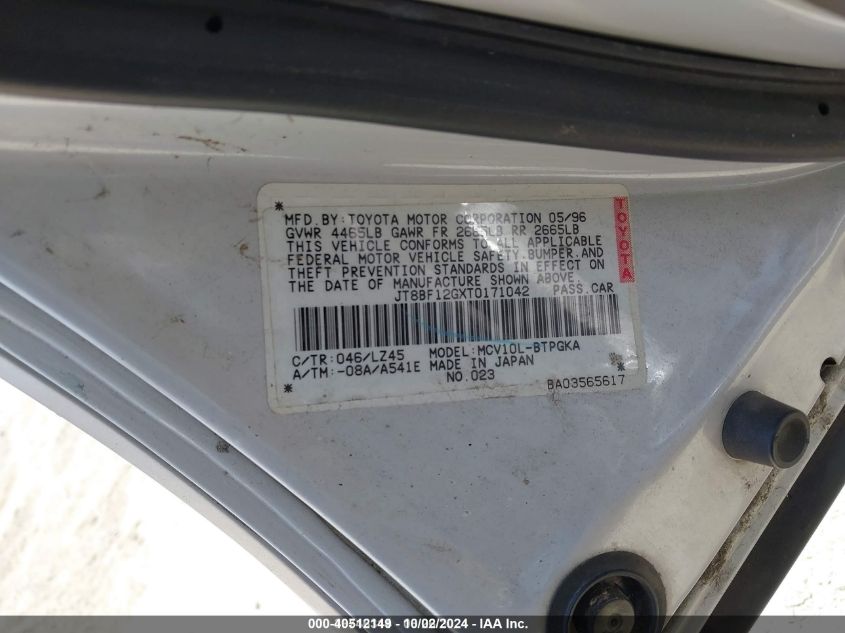 MFD.BY:TOYOTA MOTOR CORPORATION 05/96
GVWR 4465LB GAWR FR 2665LB RR 2665LB
THIS VEHICLE CONFORMS TO ALL APPLICABLE
FEDERAL MOTOR VEHICLE SAFETY,BUMPER,AND
THEFT PREVENTION STANDARDS IN EFFECT ON
THE DATE OF MANUFACTURE SHOWN ABOVE.
JT8BF12GXT0171042 PASS.CAR
TOYOTA
C/TR:046/LZ45 MODEL:MCV10L-BTPGKA
A/TM:-08A/A541E MADE IN JAPAN
NO.023
BA03565617
000-40512149 - 10/02/2024 - WWW.IAAI.COM